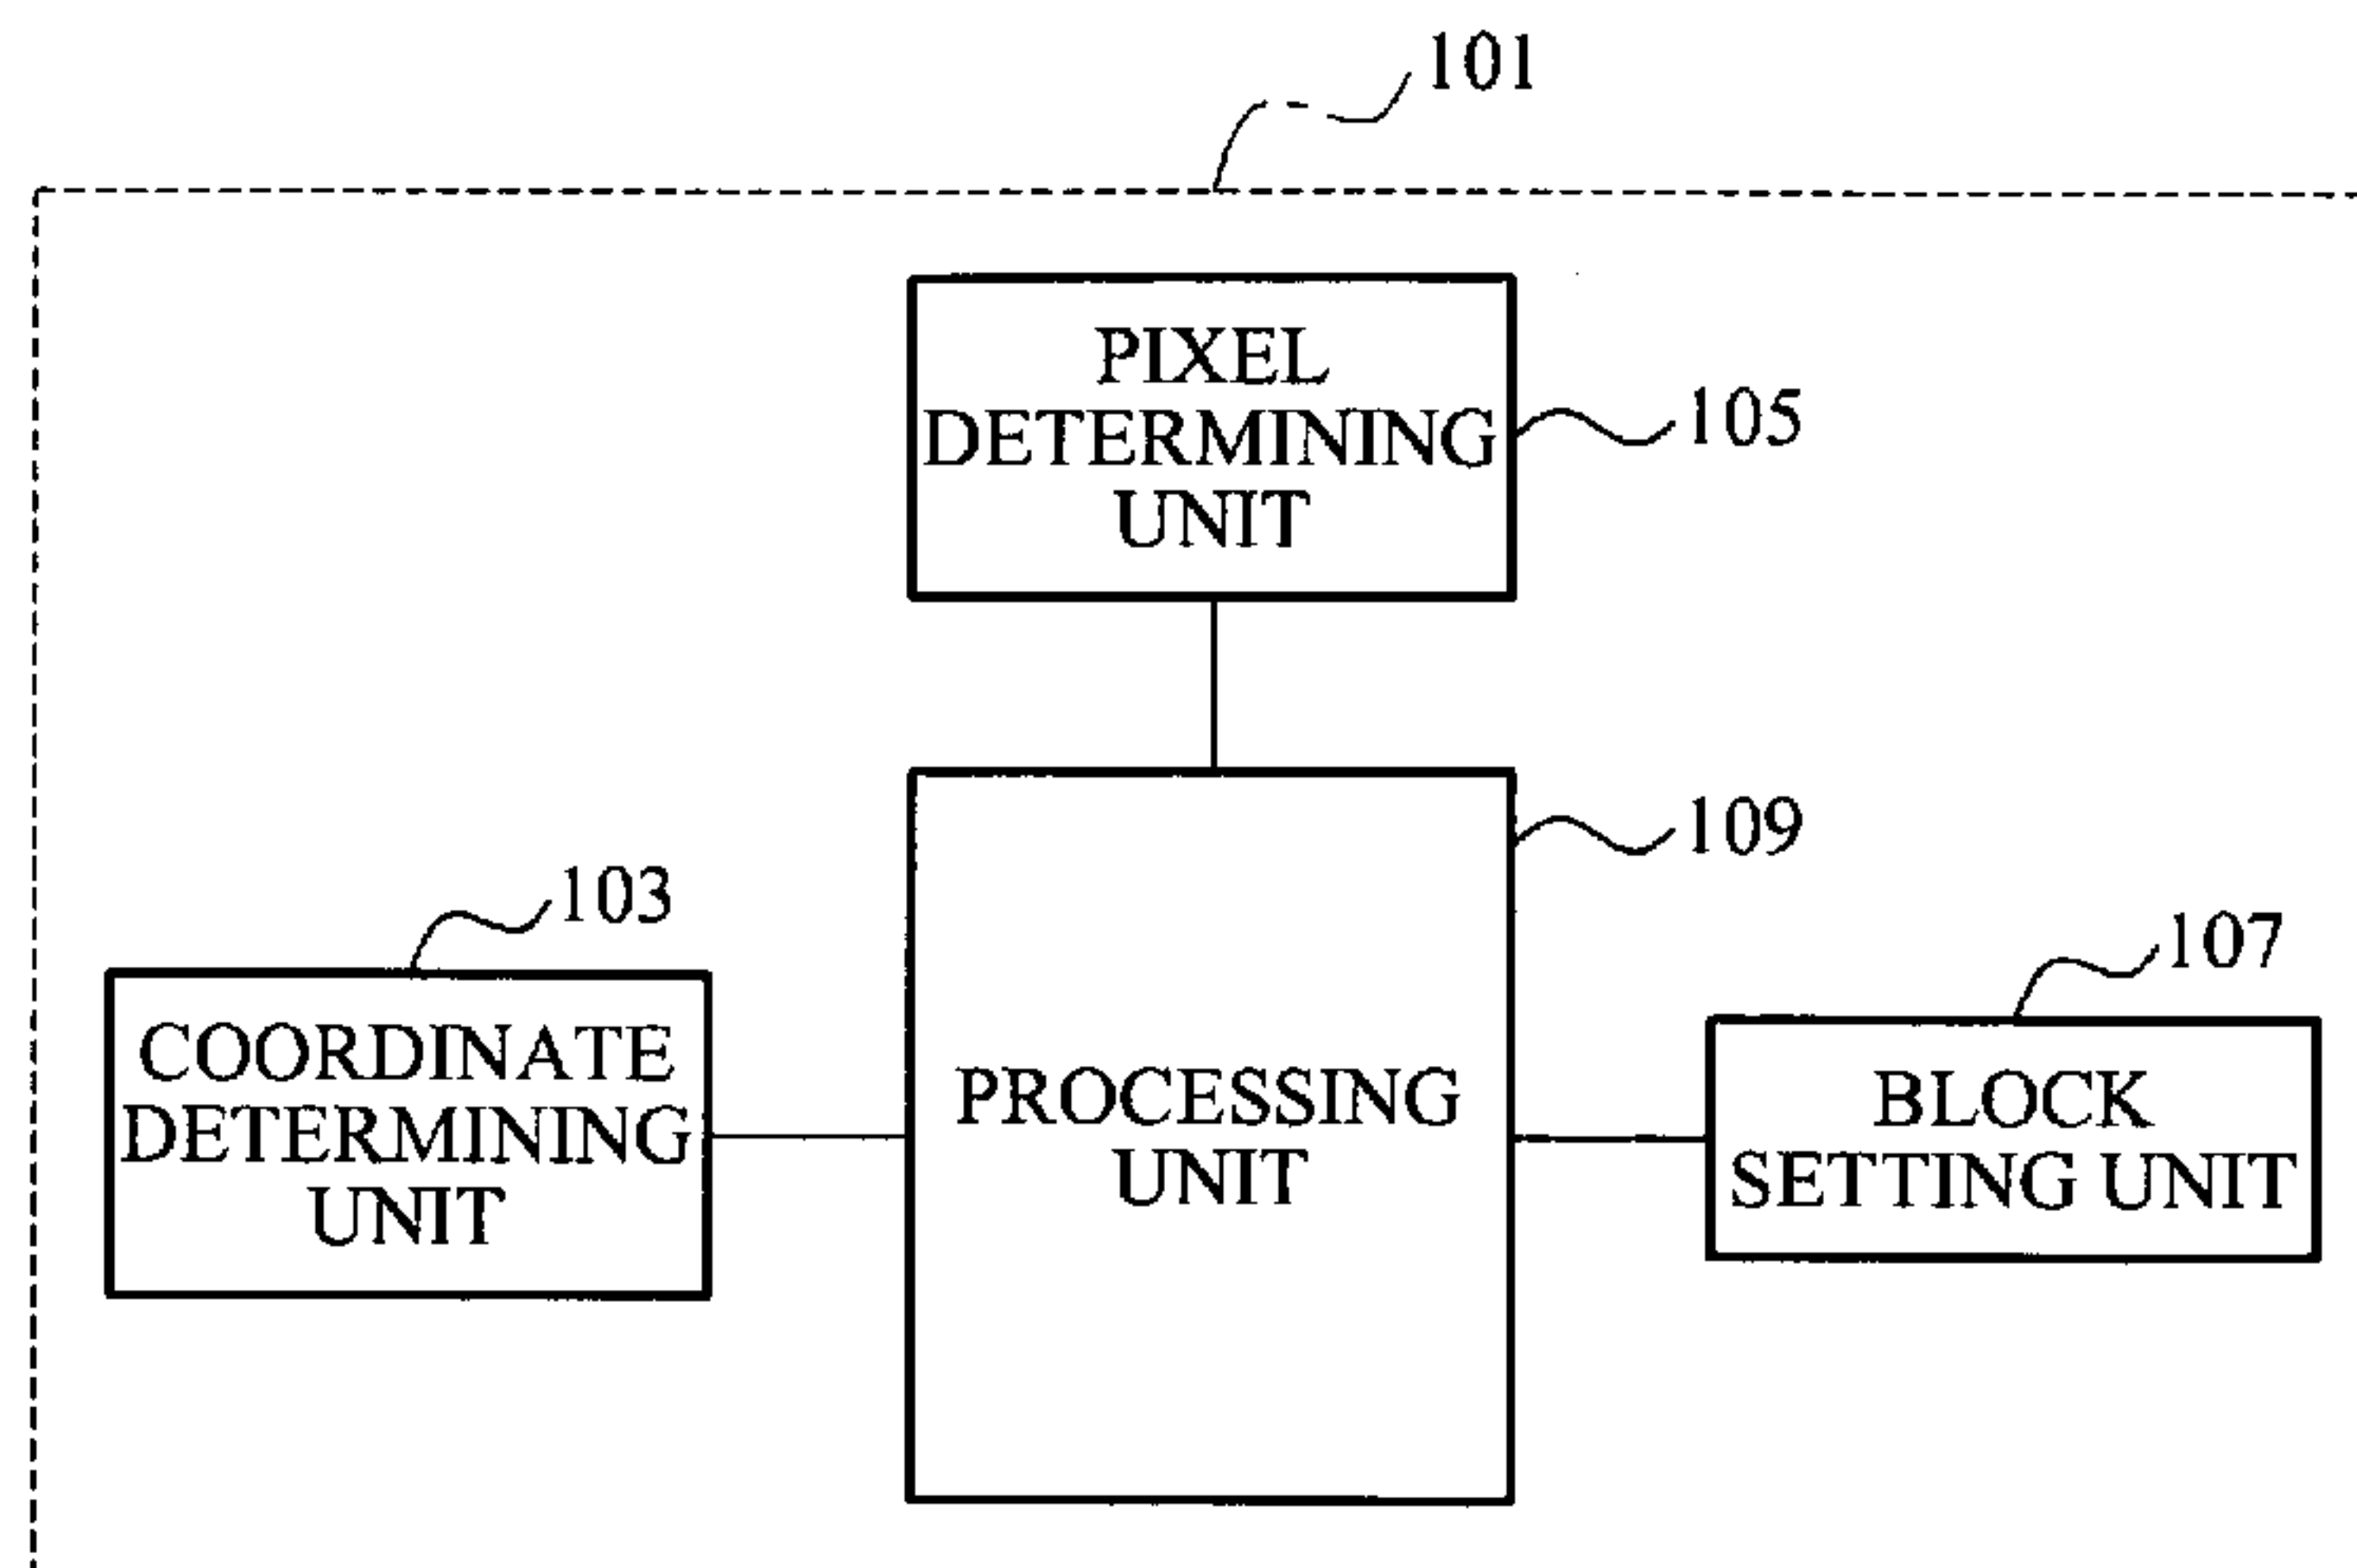 101
PIXEL
DETERMINING
UNIT
105
109
103
107
COORDINATE
DETERMINING
UNIT
PROCESSING
UNIT
BLOCK
SETTING UNIT